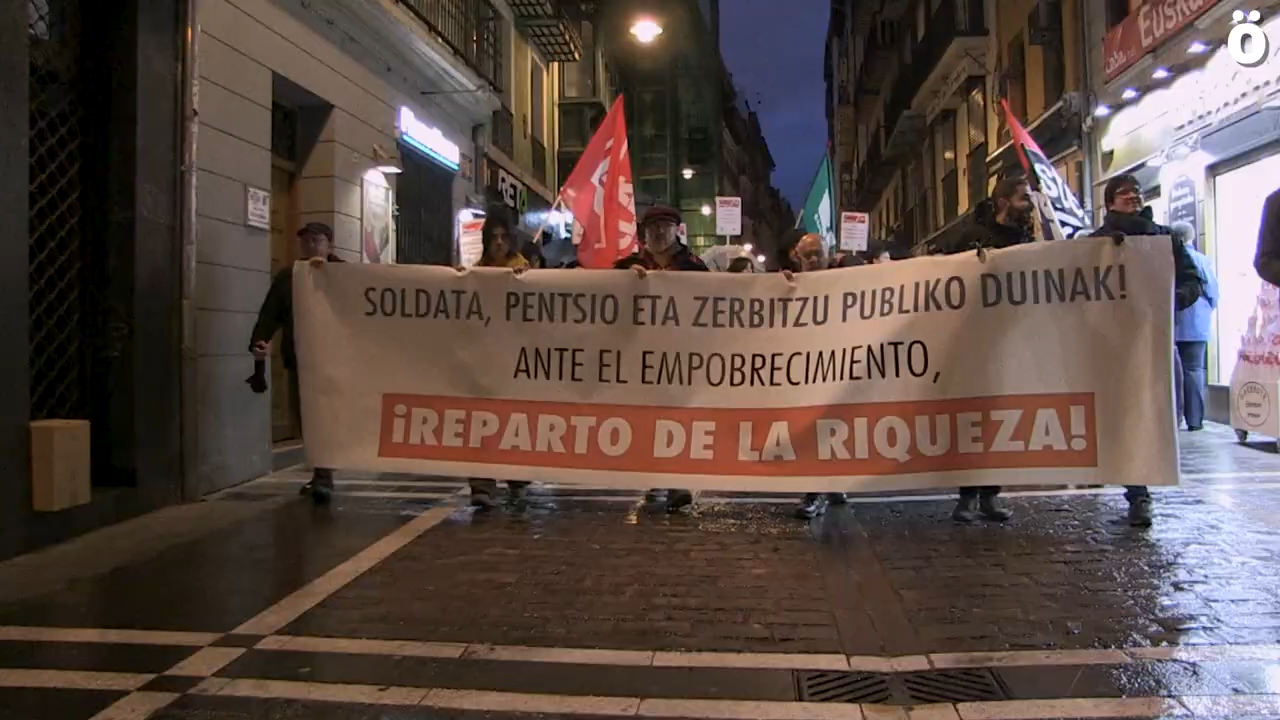 SOLDATA, PENTSIO ETA ZERBITZU PUBLIKO DUINAK!
ANTE EL EMPOBRECIMIENTO,
¡REPARTO DE LA RIQUEZA!
ö